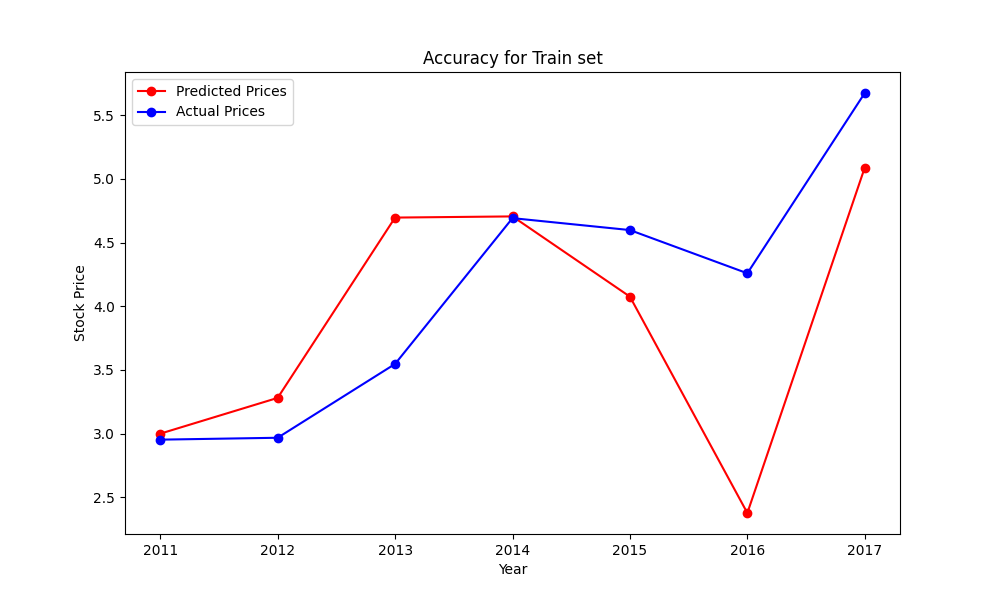 Accuracy for Train set
Predicted Prices
Actual Prices
5.5
5.0
4.5
4.0
3.5
3.0
2.5
Stock Price
2011 2012 2013 2014 2015 2016 2017
Year